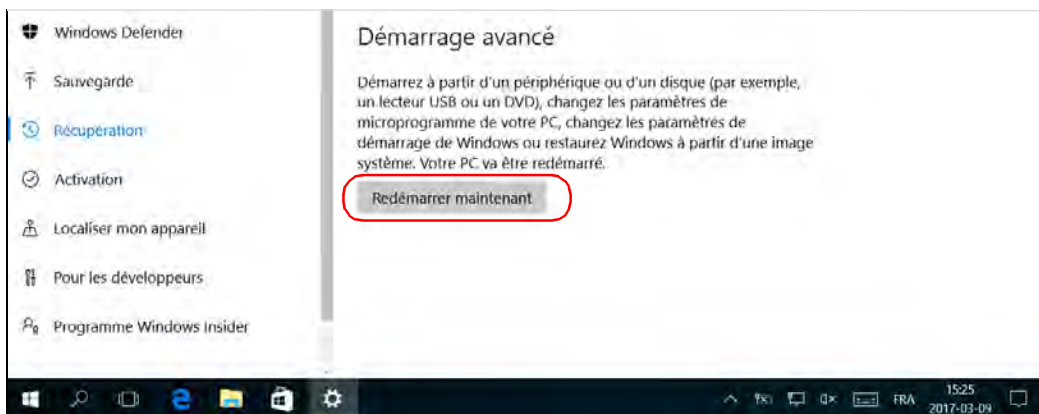 Windows Defender
Sauvegarde
Récupération
Activation
Localiser mon appareil
Pour les développeurs
Programme Windows Insider
Démarrage avancé
Démarrez à partir d'un périphérique ou d'un disque (par exemple,
un lecteur USB ou un DVD), changez les paramètres de
microprogramme de votre PC, changez les paramètres de
démarrage de Windows ou restaurez Windows à partir d'une image
système. Votre PC va être redémarré.
Redémarrer maintenant
FRA
15:25
2017-03-09